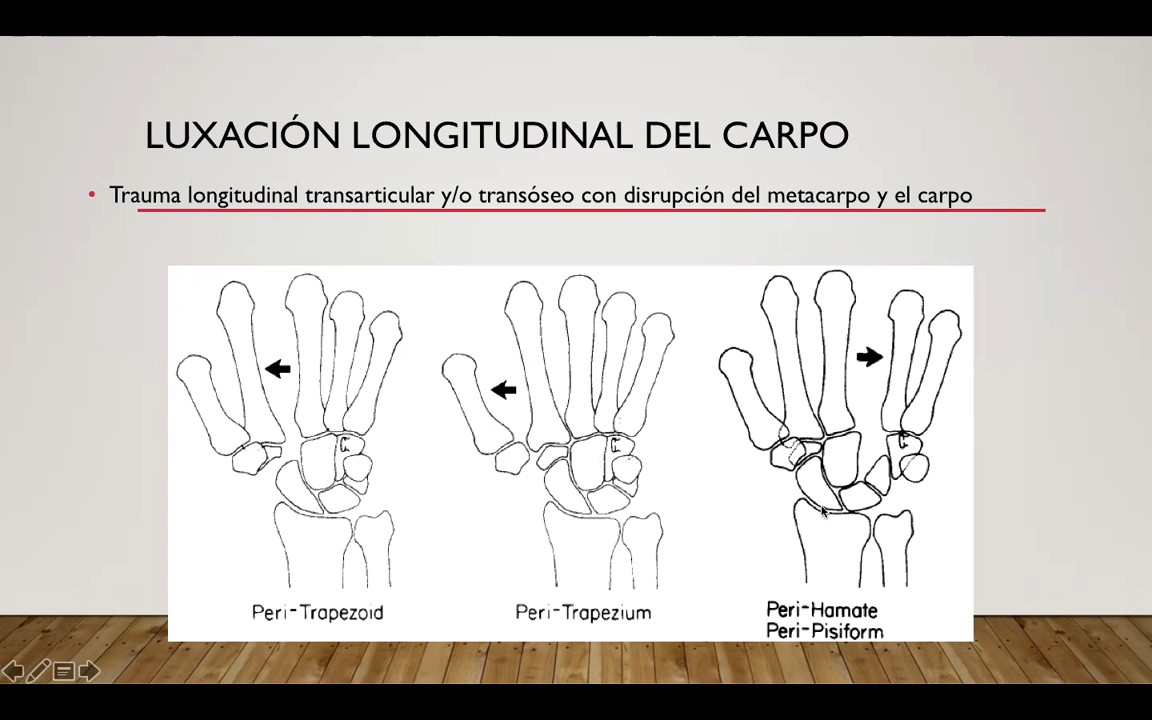 LUXACIÓN LONGITUDINAL DEL CARPO
• Trauma longitudinal transarticular y/o transóseo con disrupción del metacarpo y el carpo
Peri-Trapezoid
Peri-Trapezium
Peri-Hamate
Peri-Pisiform